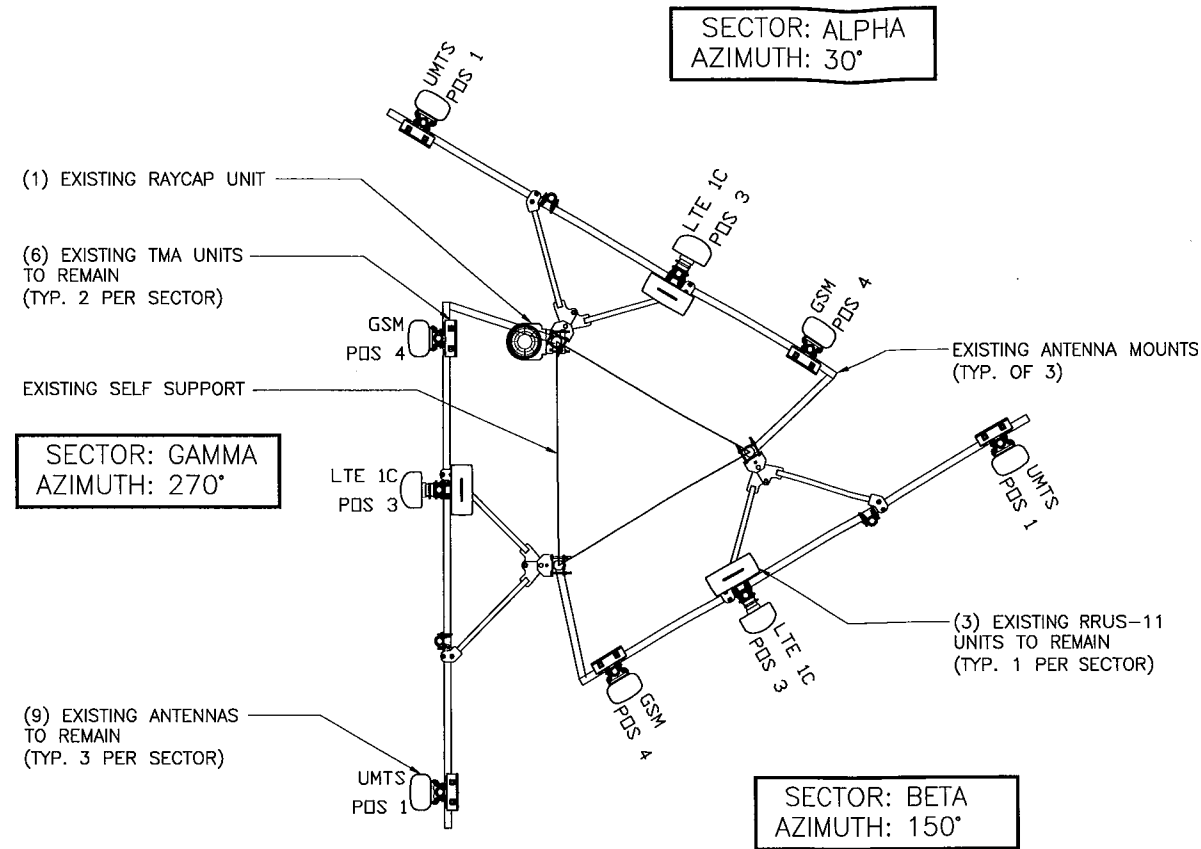 SECTOR: ALPHA
AZIMUTH: 30°
UMTS
POS 1
(1) EXISTING RAYCAP UNIT
LTE 1C
POS 3
(6) EXISTING TMA UNITS
TO REMAIN
(TYP. 2 PER SECTOR)
GSM
POS 4
GSM
POS 4
EXISTING ANTENNA MOUNTS
(TYP. OF 3)
EXISTING SELF SUPPORT
SECTOR: GAMMA
AZIMUTH: 270°
LTE 1C
POS 3
UMTS
POS 1
(3) EXISTING RRUS-11
UNITS TO REMAIN
(TYP. 1 PER SECTOR)
LTE 1C
POS 3
GSM
POS 4
(9) EXISTING ANTENNAS
TO REMAIN
(TYP. 3 PER SECTOR)
UMTS
POS 1
SECTOR: BETA
AZIMUTH: 150°